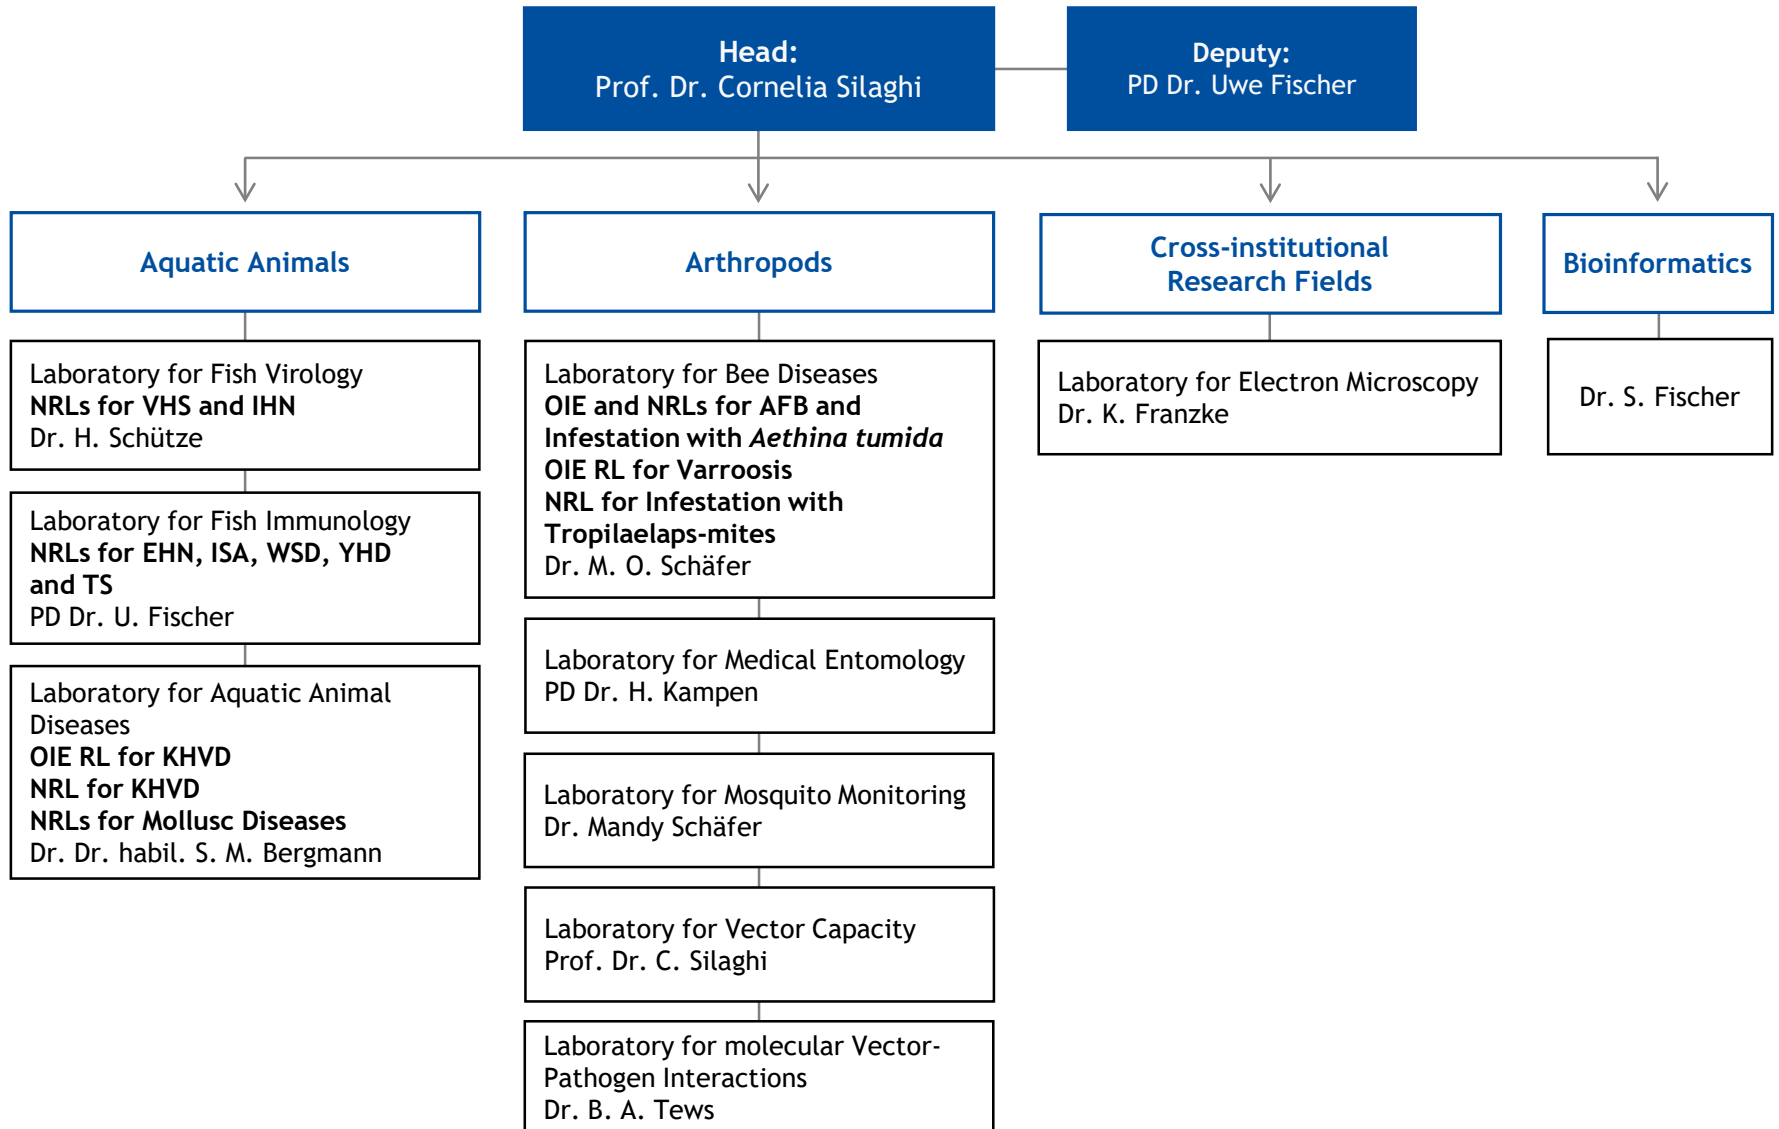 Head:
Prof. Dr. Cornelia Silaghi
Deputy:
PD Dr. Uwe Fischer
Aquatic Animals
Laboratory for Fish Virology
NRLs for VHS and IHN
Dr. H. Schütze
Laboratory for Fish Immunology
NRLs for EHN, ISA, WSD, YHD
and TS
PD Dr. U. Fischer
Laboratory for Aquatic Animal
Diseases
OIE RL for KHVD
NRL for KHVD
NRLs for Mollusc Diseases
Dr. Dr. habil. S. M. Bergmann
Arthropods
Laboratory for Bee Diseases
OIE and NRLs for AFB and
Infestation with Aethina tumida
OIE RL for Varroosis
NRL for Infestation with
Tropilaelaps-mites
Dr. M. O. Schäfer
Laboratory for Medical Entomology
PD Dr. H. Kampen
Laboratory for Mosquito Monitoring
Dr. Mandy Schäfer
Laboratory for Vector Capacity
Prof. Dr. C. Silaghi
Laboratory for molecular Vector-
Pathogen Interactions
Dr. B. A. Tews
Cross-institutional
Research Fields
Laboratory for Electron Microscopy
Dr. K. Franzke
Bioinformatics
Dr. S. Fischer